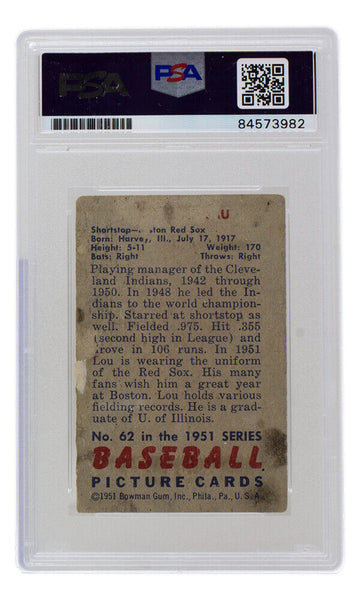 PSA
PSA
84573982
U
Shortstop— ston Red Sox
Born: Harvey, Ill., July 17, 1917
Height: 5-11 Weight: 170
Bats: Right Throws: Right
Playing manager of the Cleve-
land Indians, 1942 through
1950. In 1948 he led the In-
dians to the world champion-
ship. Starred at shortstop as
well. Fielded .975. Hit .355
(second high in League) and
rove in 106 runs. In 1951
Lou is wearing the uniform
of the Red Sox. His many
fans wish him a great year
at Boston. Lou holds various
fielding records. He is a grad-
uate of U. of Illinois.
No. 62 in the 1951 SERIES
BASEBALL
PICTURE CARDS
©1951 Bowman Gum, Inc., Phila., Pa., U.S.A.